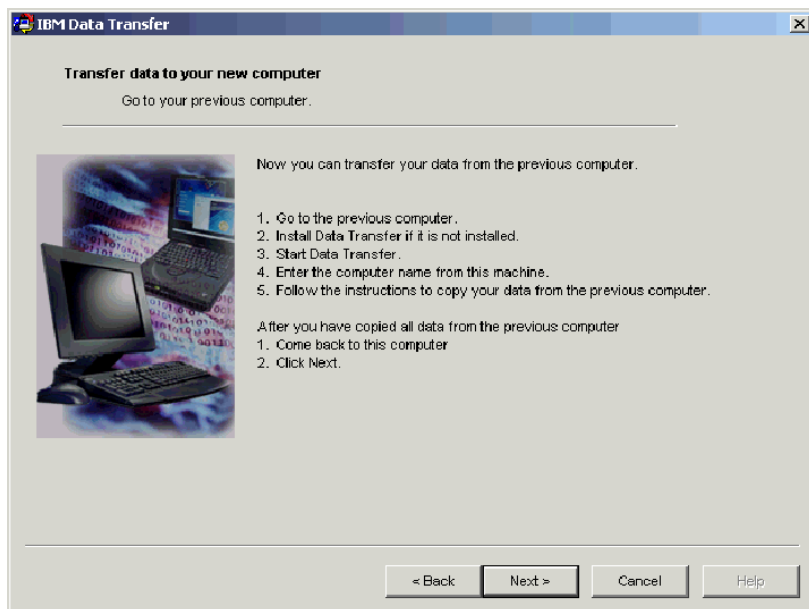 IBM Data Transfer
Transfer data to your new computer
Go to your previous computer.
Now you can transfer your data from the previous computer.
1. Go to the previous computer.
2. Install Data Transfer if it is not installed.
3. Start Data Transfer.
4. Enter the computer name from this machine.
5. Follow the instructions to copy your data from the previous computer.
After you have copied all data from the previous computer
1. Come back to this computer
2. Click Next.
< Back Next > Cancel Help